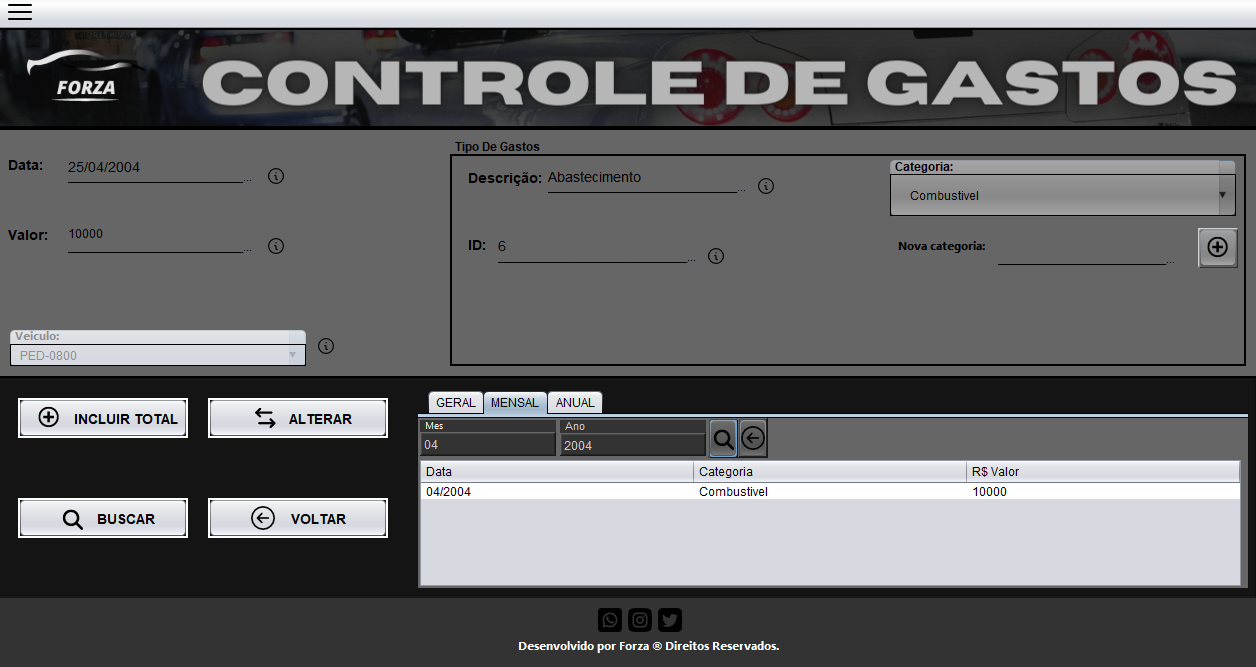 FORZA
CONTROLE DE GASTOS
Data: 25/04/2004 ...
Valor: 10000 ...
Veiculo:
PED-0800
Tipo De Gastos
Descrição: Abastecimento ...
ID: 6 ...
Categoria:
Combustivel
Nova categoria: ...
INCLUIR TOTAL
ALTERAR
BUSCAR
VOLTAR
GERAL MENSAL ANUAL
Mes Ano
04 2004
Data Categoria R$ Valor
04/2004 Combustivel 10000
Desenvolvido por Forza ® Direitos Reservados.